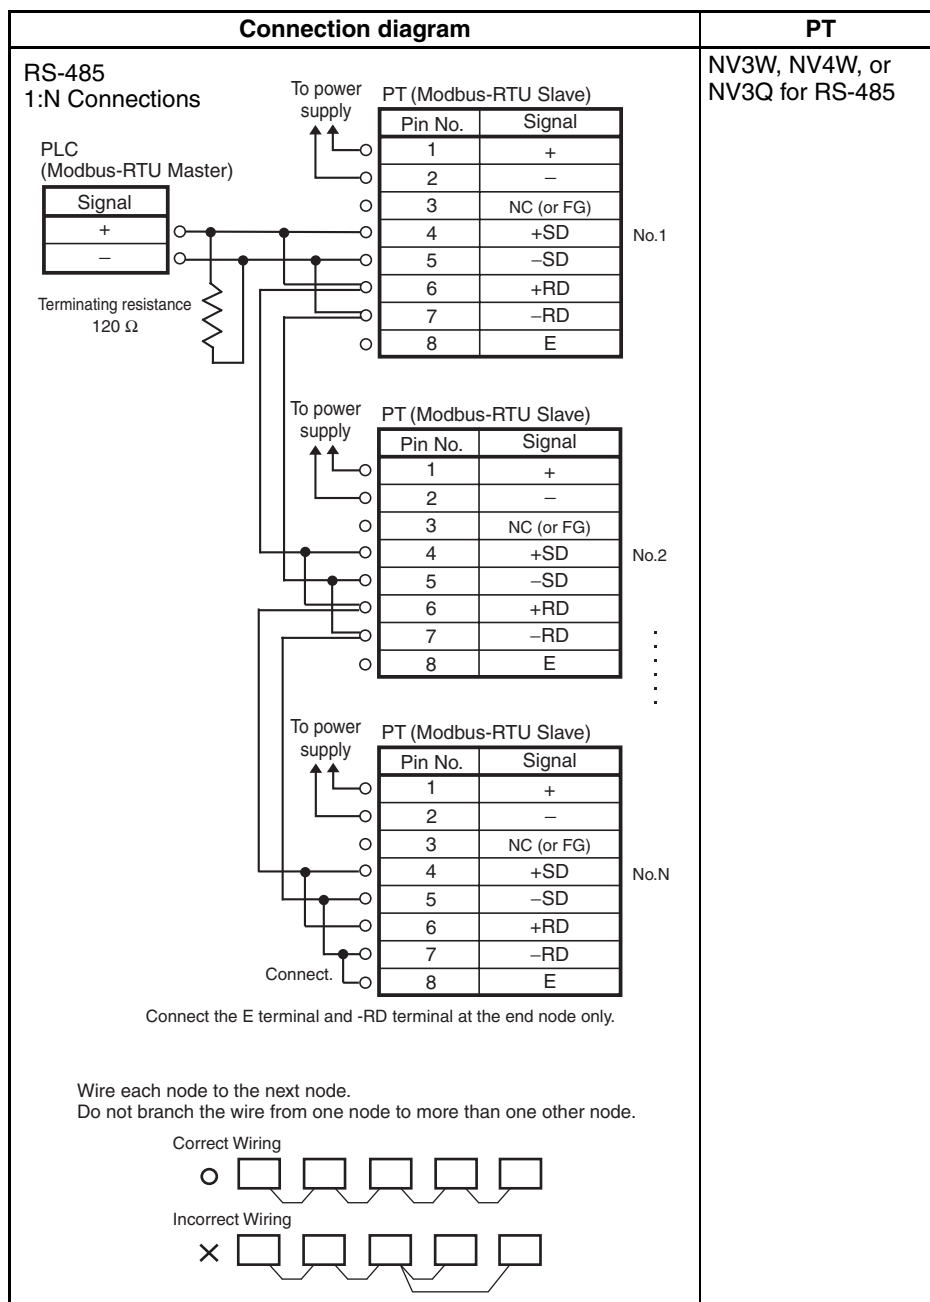 Connection diagram PT
RS-485
1:N Connections
NV3W, NV4W, or
NV3Q for RS-485
PLC
(Modbus-RTU Master)
Signal
+
–
Terminating resistance
120 Ω
To power
supply
PT (Modbus-RTU Slave)
Pin No. Signal
1 +
2 –
3 NC (or FG)
4 +SD
5 –SD
6 +RD
7 –RD
8 E
No.1
To power
supply
PT (Modbus-RTU Slave)
Pin No. Signal
1 +
2 –
3 NC (or FG)
4 +SD
5 –SD
6 +RD
7 –RD
8 E
No.2
To power
supply
PT (Modbus-RTU Slave)
Pin No. Signal
1 +
2 –
3 NC (or FG)
4 +SD
5 –SD
6 +RD
7 –RD
8 E
No.N
Connect.
Connect the E terminal and -RD terminal at the end node only.
Wire each node to the next node.
Do not branch the wire from one node to more than one other node.
Correct Wiring
Incorrect Wiring